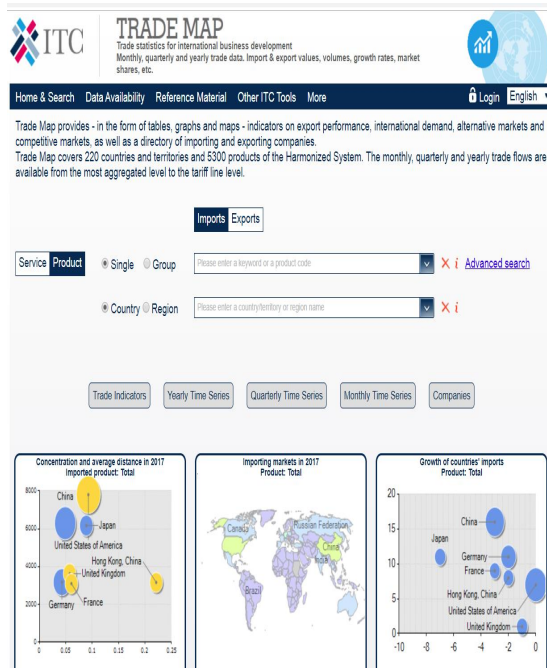 ITC
TRADE MAP
Trade statistics for international business development
Monthly, quarterly and yearly trade data. Import & export values, volumes, growth rates, market
shares, etc.
Home & Search Data Availability Reference Material Other ITC Tools More Login English
Trade Map provides - in the form of tables, graphs and maps - indicators on export performance, international demand, alternative markets and
competitive markets, as well as a directory of importing and exporting companies.
Trade Map covers 220 countries and territories and 5300 products of the Harmonized System. The monthly, quarterly and yearly trade flows are
available from the most aggregated level to the tariff line level.
Imports Exports
Service Product Single Group Please enter a keyword or a product code i Advanced search
Country Region Please enter a country/territory or region name i
Trade Indicators Yearly Time Series Quarterly Time Series Monthly Time Series Companies
Concentration and average distance in 2017
Imported product: Total
8000
China
6000
Japan
United States of America
Hong Kong, China
4000
United Kingdom
2000
Germany France
0
0 0.05 0.1 0.15 0.2 0.25
Importing markets in 2017
Product: Total
Canada Russian Federation
China
India
Brazil
Growth of countries' imports
Product: Total
20
China
15
Japan
Germany
10
France
Hong Kong, China
5
United States of America
United Kingdom
0
-10 -8 -6 -4 -2 0